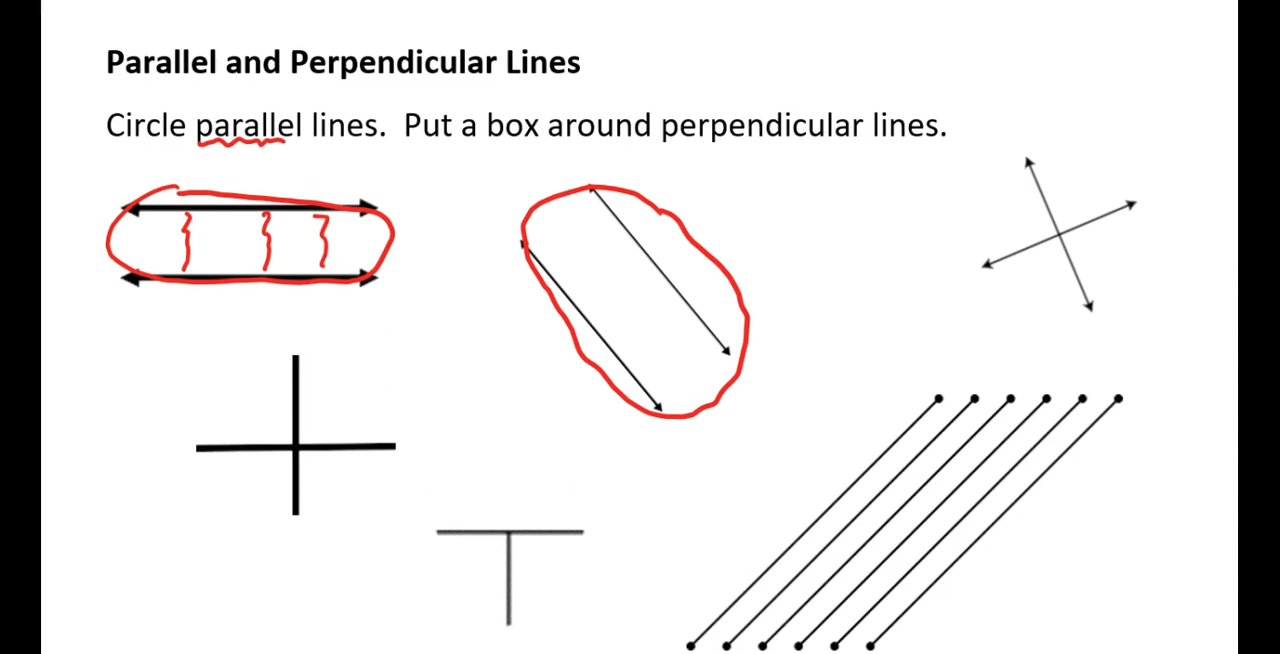 Parallel and Perpendicular Lines
Circle parallel lines. Put a box around perpendicular lines.